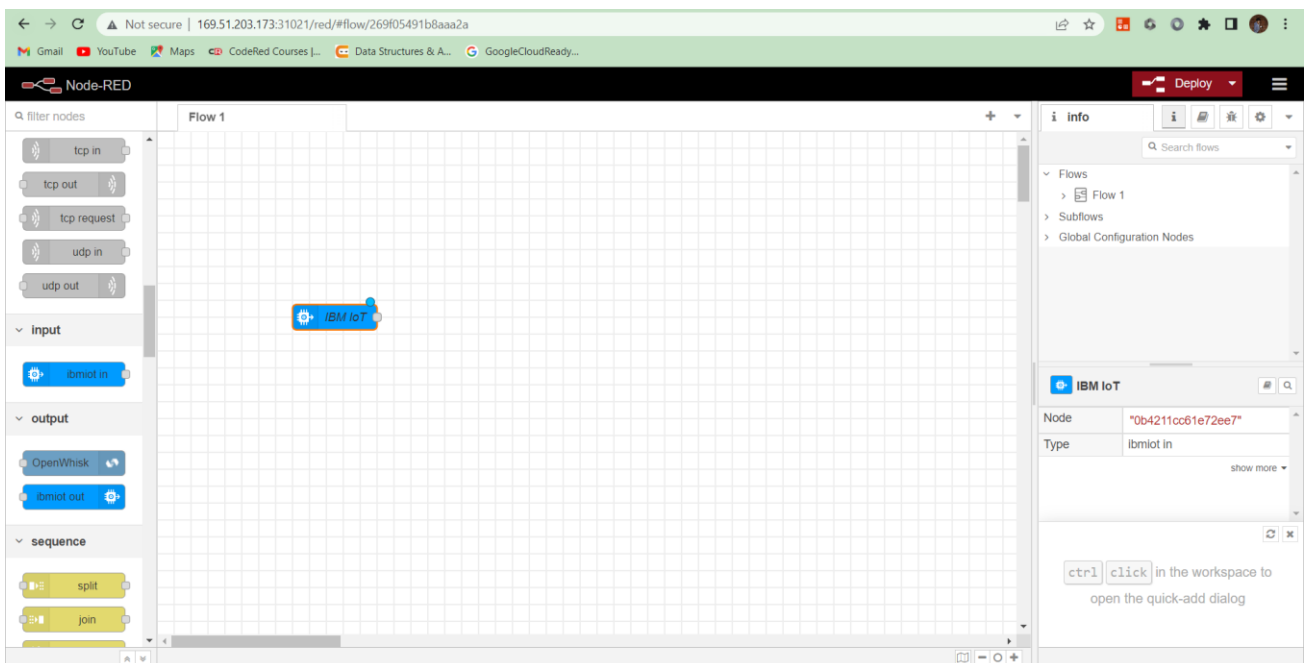 Not secure | 169.51.203.173:31021/red/#flow/269f05491b8aaa2a
Gmail YouTube Maps CodeRed Courses |... Data Structures & A... GoogleCloudReady...
Node-RED Deploy
filter nodes
Flow 1
tcp in
tcp out
tcp request
udp in
udp out
input
ibmiot in
output
OpenWhisk
ibmiot out
sequence
split
join
IBM IoT
i info i
Search flows
Flows
Flow 1
Subflows
Global Configuration Nodes
IBM IoT
Node "0b4211cc61e72ee7"
Type ibmiot in
show more
ctrl click in the workspace to
open the quick-add dialog